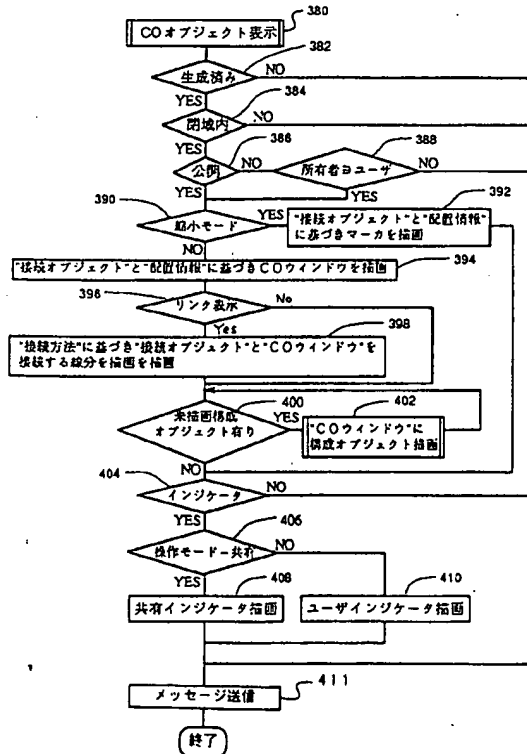 380
COオブジェクト表示
382
生成済み
NO
YES
384
閉域内
NO
YES
386
388
公開
NO
所有者∋ユーザ
NO
YES
YES
390
392
縮小モード
YES
"接続オブジェクト"と"配置情報"
に基づきマーカを描画
NO
394
"接続オブジェクト"と"配置情報"に基づきCOウィンドウを描画
396
リンク表示
No
Yes
398
"接続方法"に基づき"接続オブジェクト"と"COウィンドウ"を
接続する線分を描画を描画
400
402
未描画構成
オブジェクト有り
YES
"COウィンドウ"に
構成オブジェクト描画
404
NO
インジケータ
NO
YES
406
操作モード=共有
NO
YES
408
410
共有インジケータ描画
ユーザインジケータ描画
411
メッセージ送信
終了